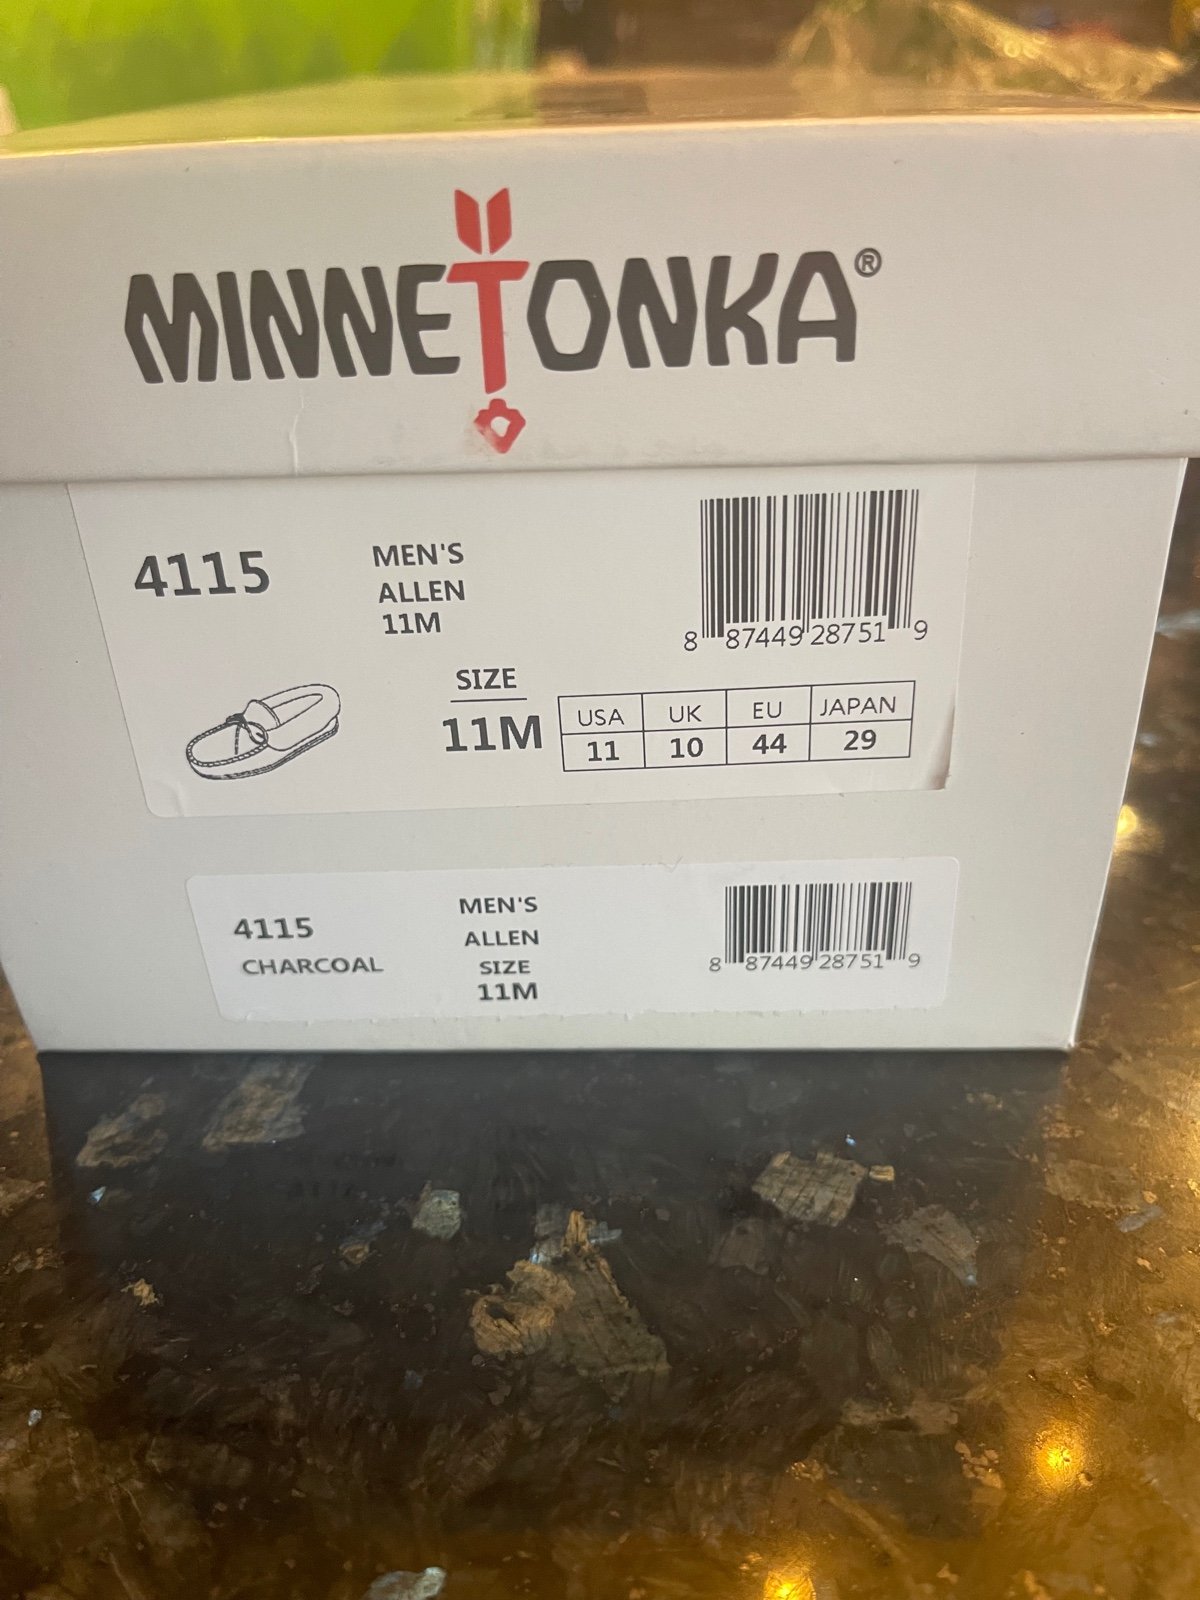 MINNETONKA®
4115
MEN'S
ALLEN
11M
8 87449 28751 9
SIZE
11M
USA UK EU JAPAN
11 10 44 29
4115
CHARCOAL
MEN'S
ALLEN
SIZE
11M
8 87449 28751 9